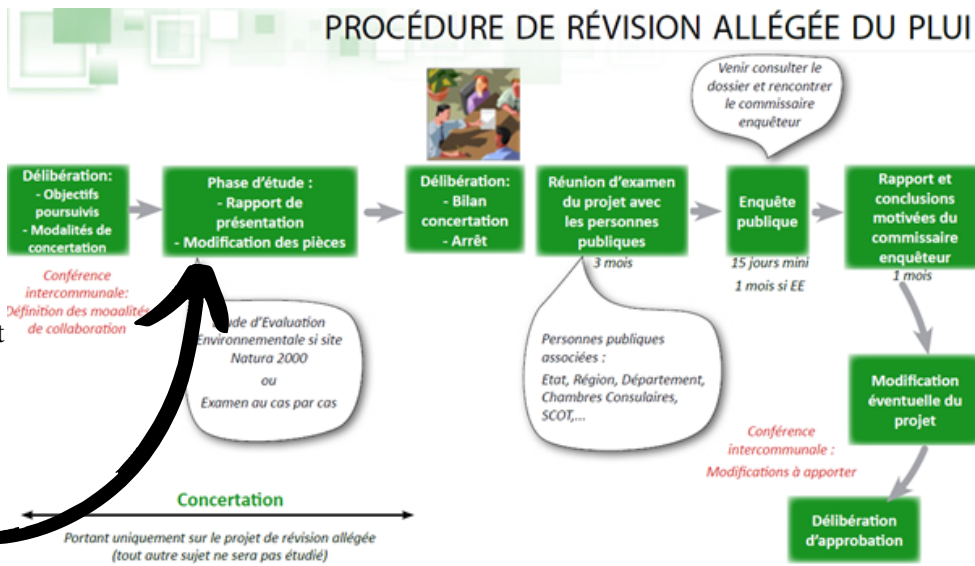 PROCÉDURE DE RÉVISION ALLÉGÉE DU PLUI
Venir consulter le
dossier et rencontrer
le commissaire
enquêteur
Délibération:
- Objectifs
poursuivis
- Modalités de
concertation
Conférence
intercommunale:
Définition des modalités
de collaboration
t
Phase d'étude :
- Rapport de
présentation
- Modification des pièces
d'Evaluation
Environnementale si site
Natura 2000
ou
Examen au cas par cas
Délibération:
- Bilan
concertation
- Arrêt
Réunion d'examen
du projet avec
les personnes
publiques
3 mois
Personnes publiques
associées :
Etat, Région, Département,
Chambres Consulaires,
SCOT,...
Enquête
publique
15 jours mini
1 mois si EE
Rapport et
conclusions
motivées du
commissaire
enquêteur
1 mois
Modification
éventuelle du
projet
Conférence
intercommunale :
Modifications à apporter
Délibération
d'approbation
Concertation
Portant uniquement sur le projet de révision allégée
(tout autre sujet ne sera pas étudié)